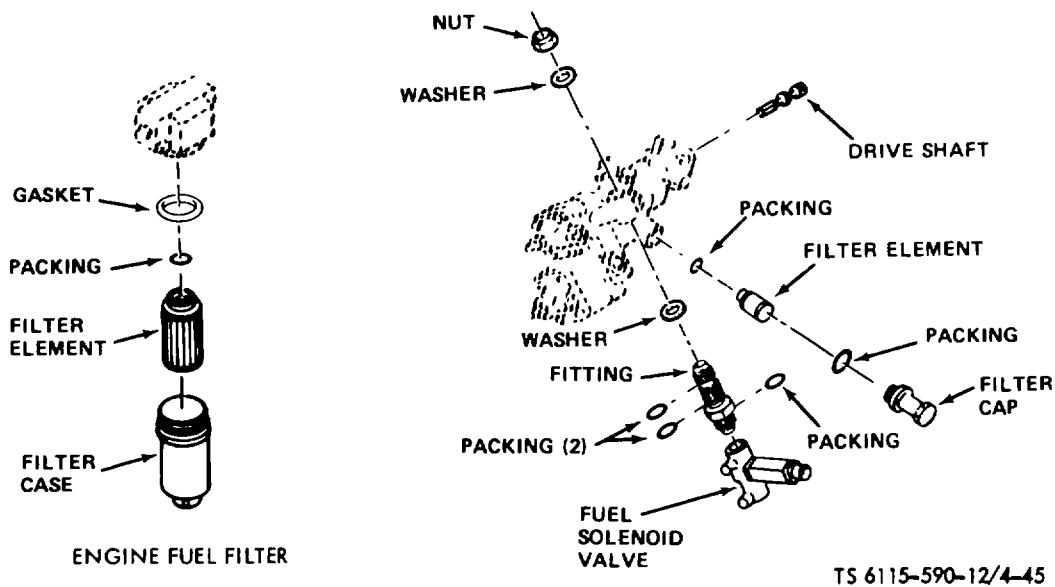 GASKET
PACKING
FILTER
ELEMENT
FILTER
CASE
ENGINE FUEL FILTER
NUT
WASHER
DRIVE SHAFT
PACKING
FILTER ELEMENT
WASHER
PACKING
FITTING
FILTER
CAP
PACKING (2)
PACKING
FUEL
SOLENOID
VALVE
TS 6115-590-12/4-45